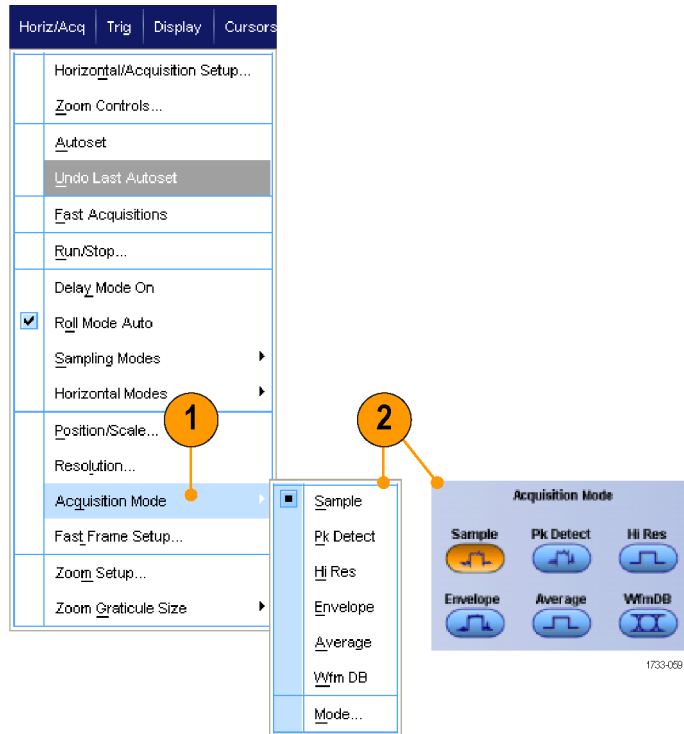 Horiz/Acq Trig Display Cursors
Horizontal/Acquisition Setup...
Zoom Controls...
Autoset
Undo Last Autoset
Fast Acquisitions
Run/Stop...
Delay Mode On
Roll Mode Auto
Sampling Modes
Horizontal Modes
1
2
Position/Scale...
Resolution...
Acquisition Mode
Fast Frame Setup...
Zoom Setup...
Zoom Graticule Size
Sample
Pk Detect
Hi Res
Envelope
Average
Wfm DB
Mode...
Acquisition Mode
Sample Pk Detect Hi Res
Envelope Average WfmDB
1733-059